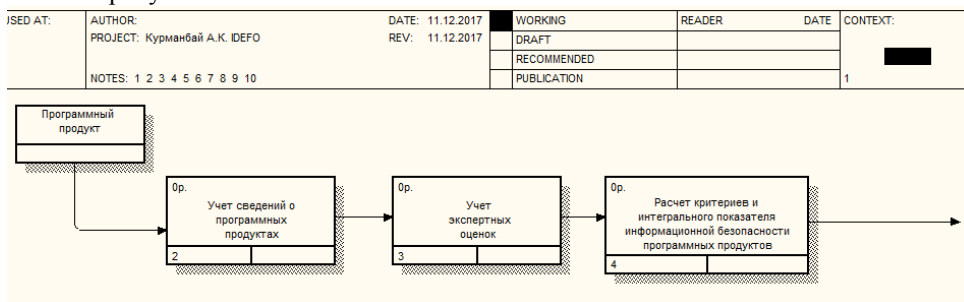 USED AT:
AUTHOR:
DATE: 11.12.2017
PROJECT: Курманбай А.К. IDEF0
REV: 11.12.2017
NOTES: 1 2 3 4 5 6 7 8 9 10
WORKING
DRAFT
RECOMMENDED
PUBLICATION
READER
DATE
CONTEXT:
1
Программный
продукт
0р.
Учет сведений о
программных
продуктах
2
0р.
Учет
экспертных
оценок
3
0р.
Расчет критериев и
интегрального показателя
информационной безопасности
программных продуктов
4